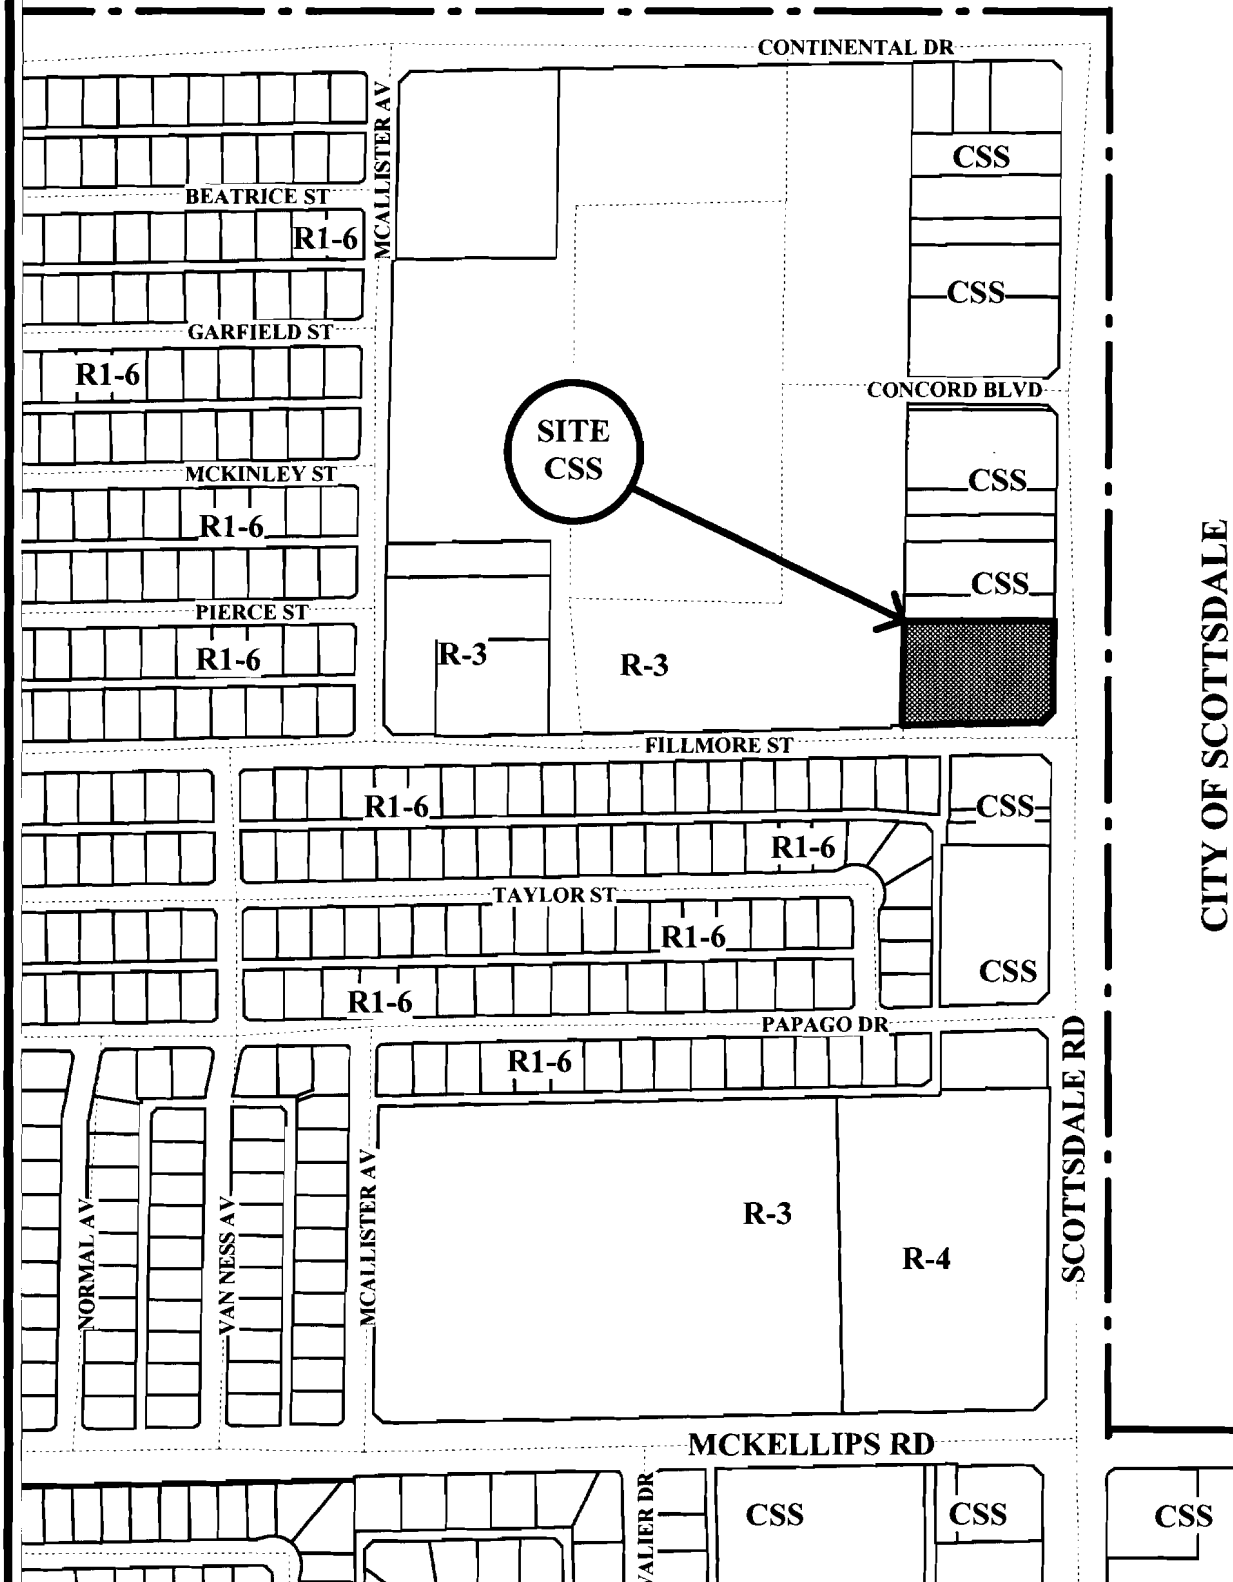 CONTINENTAL DR
MCALLISTER AV
CSS
BEATRICE ST
R1-6
CSS
GARFIELD ST
R1-6
CONCORD BLVD
SITE
CSS
MCKINLEY ST
CSS
R1-6
CSS
PIERCE ST
R1-6
R-3
R-3
CITY OF SCOTTSDALE
FILLMORE ST
R1-6
CSS
R1-6
TAYLOR ST
R1-6
CSS
R1-6
PAPAGO DR
R1-6
SCOTTSDALE RD
NORMAL AV
VAN NESS AV
MCALLISTER AV
R-3
R-4
MCKELLIPS RD
VALIER DR
CSS
CSS
CSS